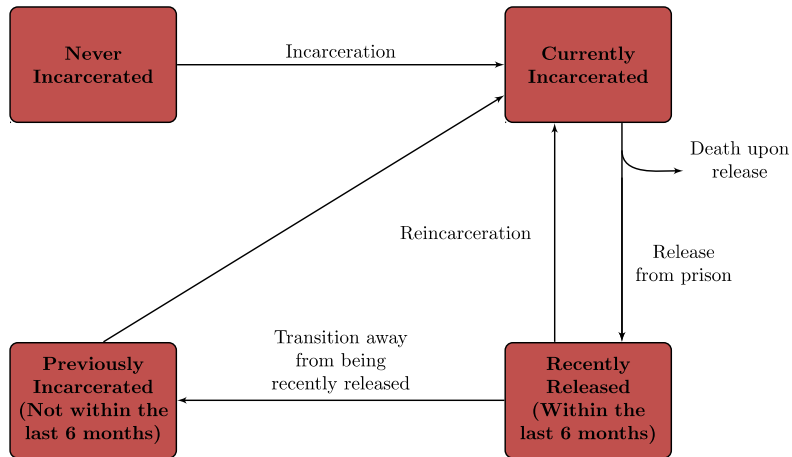 Never
Incarcerated
Incarceration
Currently
Incarcerated
Death upon
release
Reincarceration
Release
from prison
Transition away
from being
recently released
Previously
Incarcerated
(Not within the
last 6 months)
Recently
Released
(Within the
last 6 months)